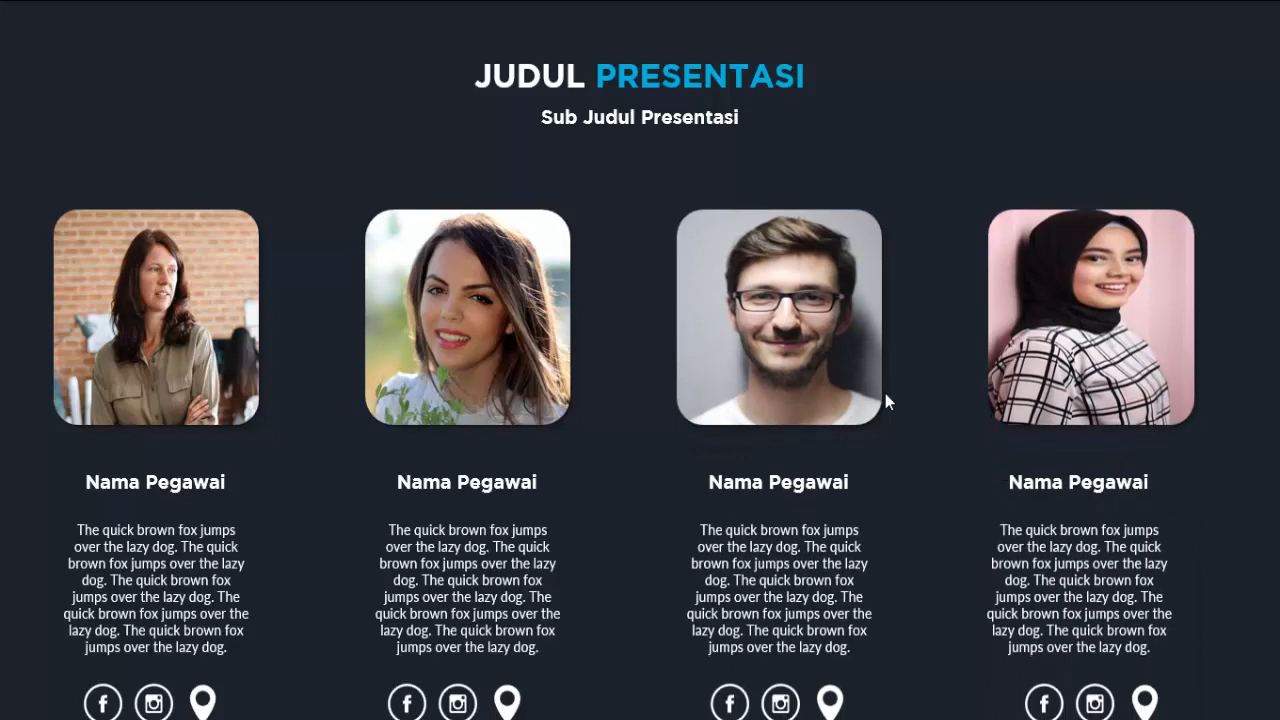 JUDUL PRESENTASI
Sub Judul Presentasi
Nama Pegawai
The quick brown fox jumps
over the lazy dog. The quick
brown fox jumps over the lazy
dog. The quick brown fox
jumps over the lazy dog. The
quick brown fox jumps over the
lazy dog. The quick brown fox
jumps over the lazy dog.
Nama Pegawai
The quick brown fox jumps
over the lazy dog. The quick
brown fox jumps over the lazy
dog. The quick brown fox
jumps over the lazy dog. The
quick brown fox jumps over the
lazy dog. The quick brown fox
jumps over the lazy dog.
Nama Pegawai
The quick brown fox jumps
over the lazy dog. The quick
brown fox jumps over the lazy
dog. The quick brown fox
jumps over the lazy dog. The
quick brown fox jumps over the
lazy dog. The quick brown fox
jumps over the lazy dog.
Nama Pegawai
The quick brown fox jumps
over the lazy dog. The quick
brown fox jumps over the lazy
dog. The quick brown fox
jumps over the lazy dog. The
quick brown fox jumps over the
lazy dog. The quick brown fox
jumps over the lazy dog.